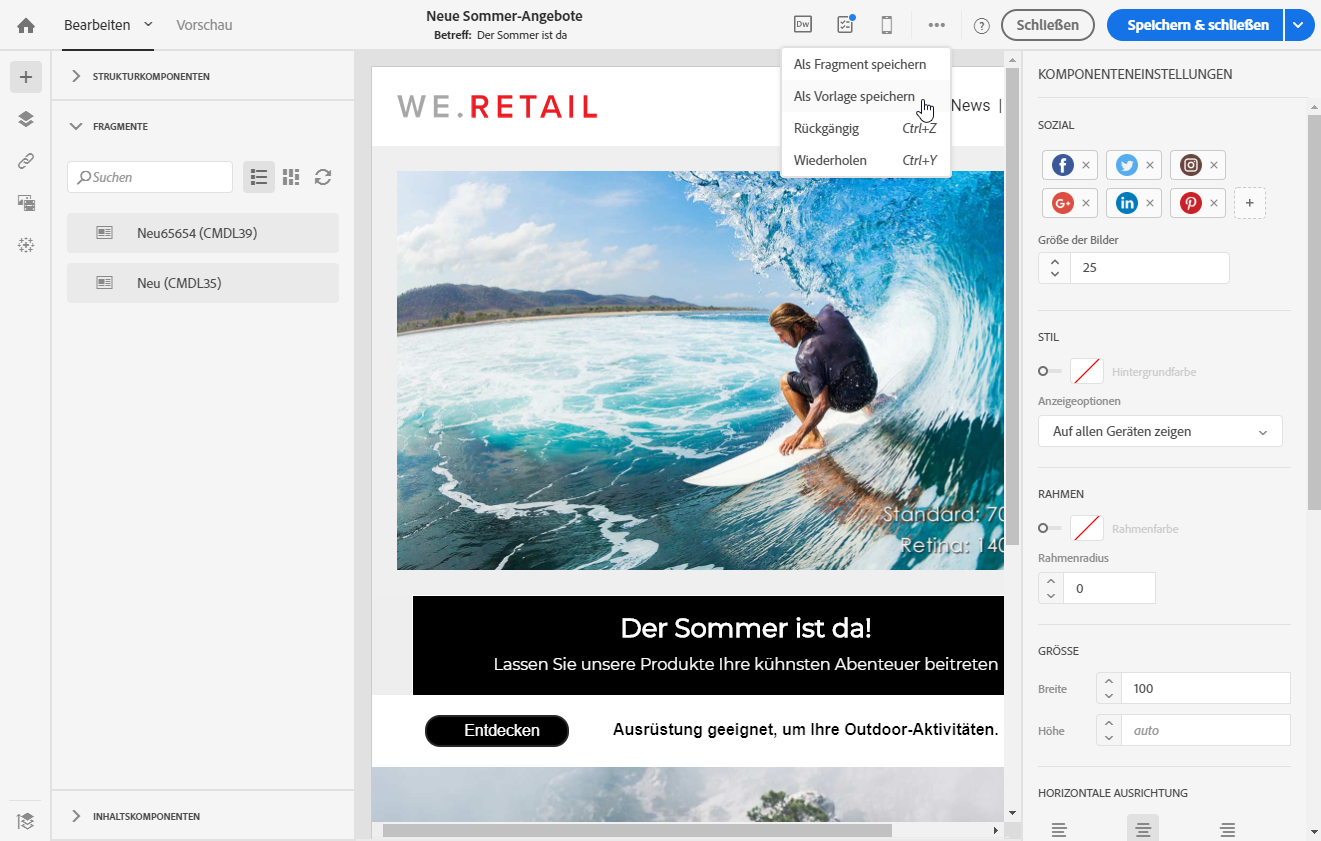 Bearbeiten
Vorschau
Neue Sommer-Angebote
Betreff: Der Sommer ist da
Dw
?
Schließen
Speichern & schließen
Als Fragment speichern
Als Vorlage speichern
Rückgängig Ctrl+Z
Wiederholen Ctrl+Y
STRUKTURKOMPONENTEN
FRAGMENTE
Suchen
Neu65654 (CMDL39)
Neu (CMDL35)
INHALTSKOMPONENTEN
WE.RETAIL
News |
Standard: 70
Retina: 140
Der Sommer ist da!
Lassen Sie unsere Produkte Ihre kühnsten Abenteuer beitreten
Entdecken
Ausrüstung geeignet, um Ihre Outdoor-Aktivitäten.
KOMPONENTENEINSTELLUNGEN
SOZIAL
Größe der Bilder
25
STIL
Hintergrundfarbe
Anzeigeoptionen
Auf allen Geräten zeigen
RAHMEN
Rahmenfarbe
Rahmenradius
0
GRÖSSE
Breite 100
Höhe auto
HORIZONTALE AUSRICHTUNG